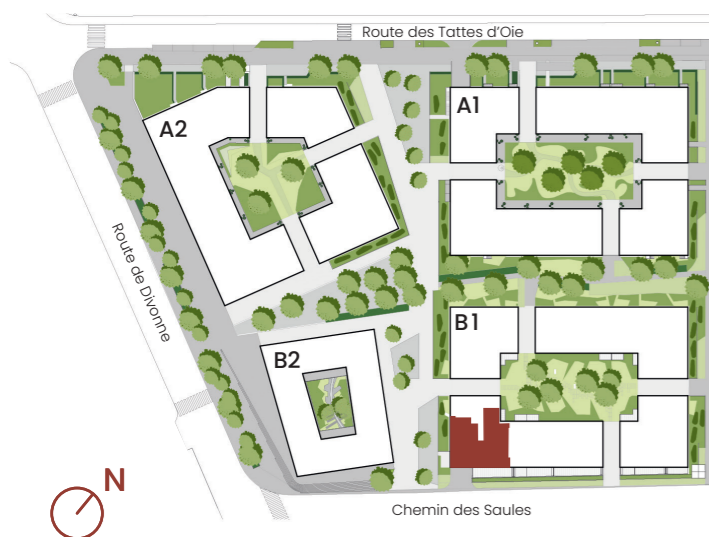 Route des Tattes d'Oie
A2
A1
Route de Divonne
B1
B2
N
Chemin des Saules